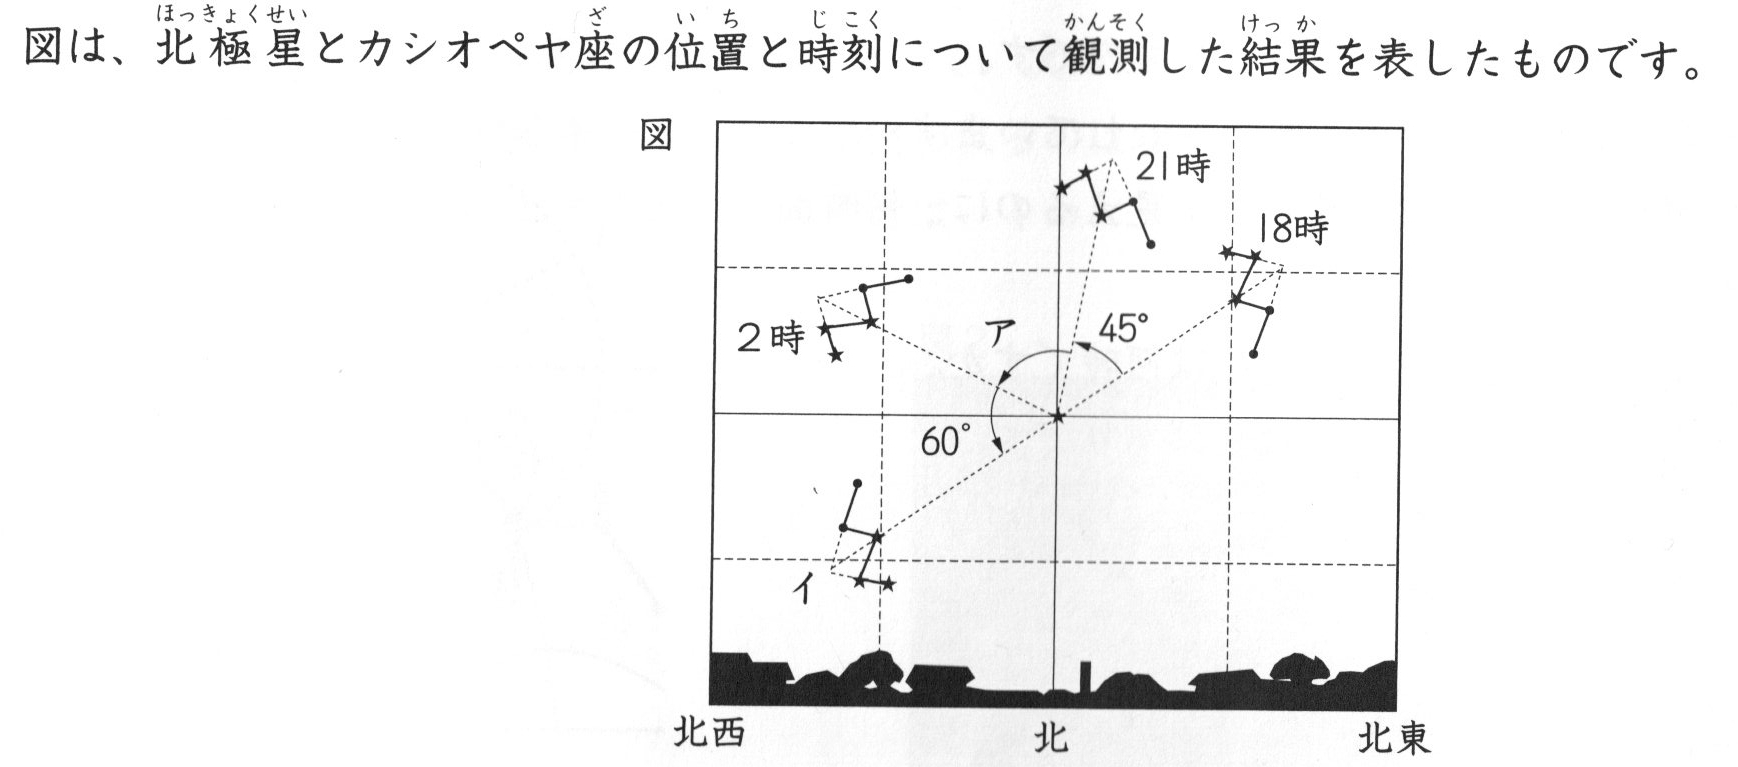 ほっきょくせい ざ いち じこく かんそく けっか
図は、北極星とカシオペヤ座の位置と時刻について観測した結果を表したものです。
図
21時
18時
2時
ア
45°
60°
イ
北西 北 北東